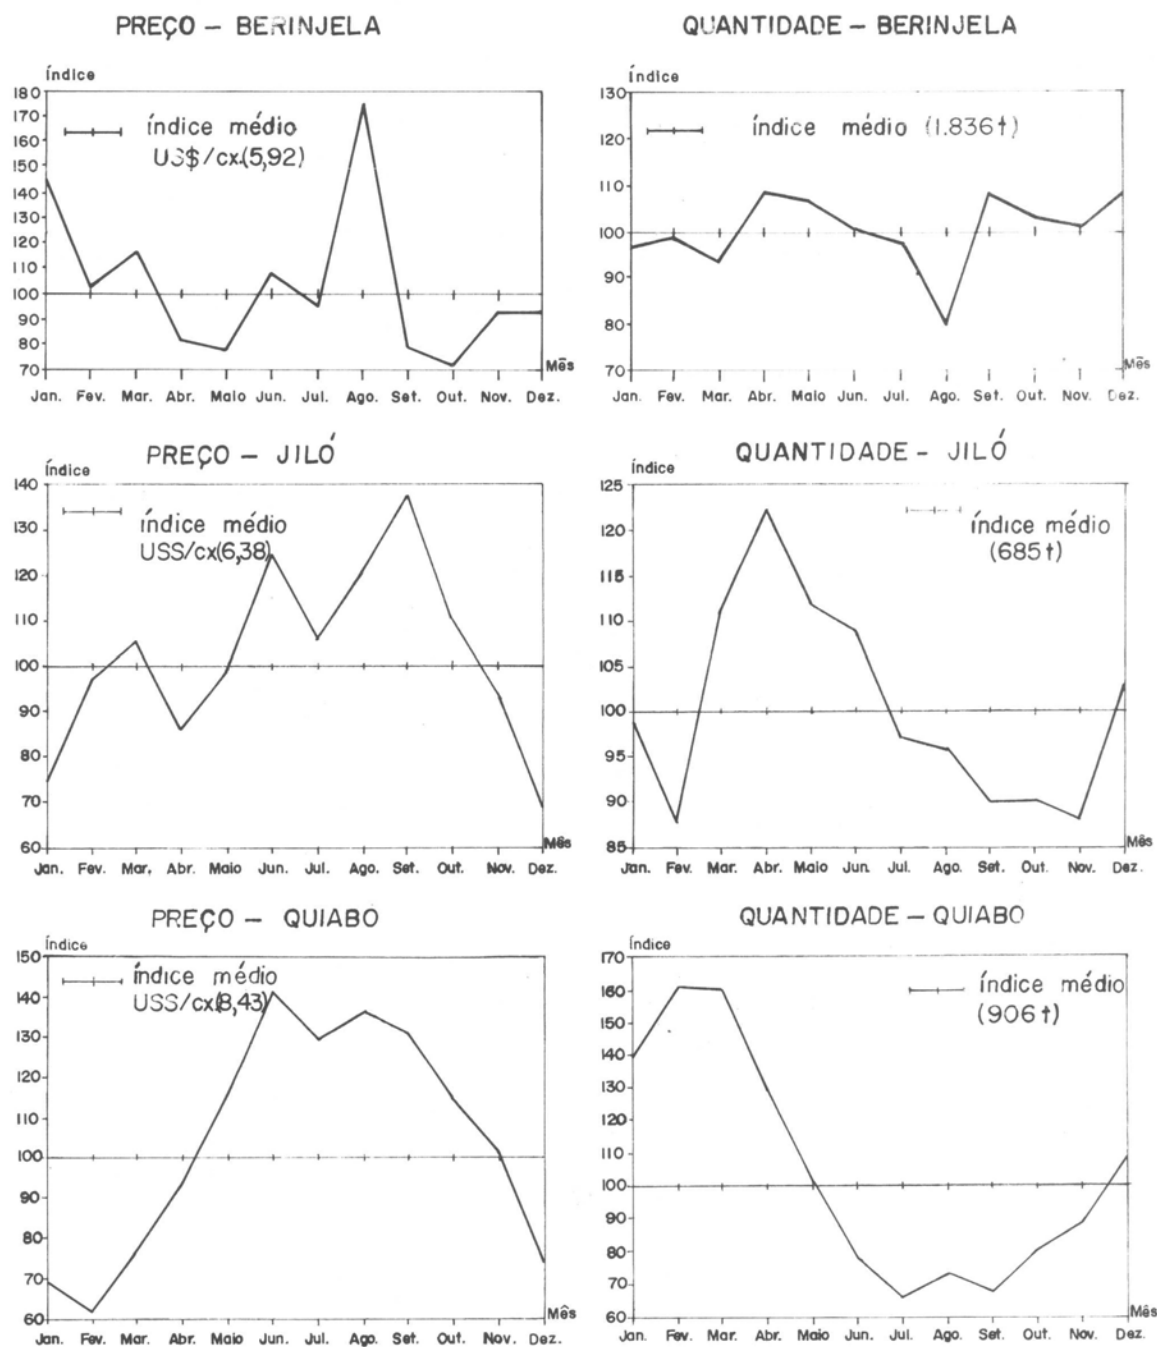 PREÇO – BERINJELA
Índice
180
170
160
150
140
130
120
110
100
90
80
70
índice médio
US$/cx.(5,92)
Mês
Jan. Fev. Mar. Abr. Maio Jun. Jul. Ago. Set. Out. Nov. Dez.
QUANTIDADE – BERINJELA
Índice
130
120
110
100
90
80
70
índice médio (1.836t)
Mês
Jan. Fev. Mar. Abr. Maio Jun. Jul. Ago. Set. Out. Nov. Dez.
PREÇO – JILÓ
Índice
140
130
120
110
100
90
80
70
60
índice médio
USS/cx(6,38)
Mês
Jan. Fev. Mar. Abr. Maio Jun. Jul. Ago. Set. Out. Nov. Dez.
QUANTIDADE – JILÓ
Índice
125
120
115
110
105
100
95
90
85
índice médio
(685t)
Mês
Jan. Fev. Mar. Abr. Maio Jun. Jul. Ago. Set. Out. Nov. Dez.
PREÇO – QUIABO
Índice
150
140
130
120
110
100
90
80
70
60
índice médio
USS/cx(8,43)
Mês
Jan. Fev. Mar. Abr. Maio Jun. Jul. Ago. Set. Out. Nov. Dez.
QUANTIDADE – QUIABO
Índice
170
160
150
140
130
120
110
100
90
80
70
60
índice médio
(906t)
Mês
Jan. Fev. Mar. Abr. Maio Jun. Jul. Ago. Set. Out. Nov. Dez.